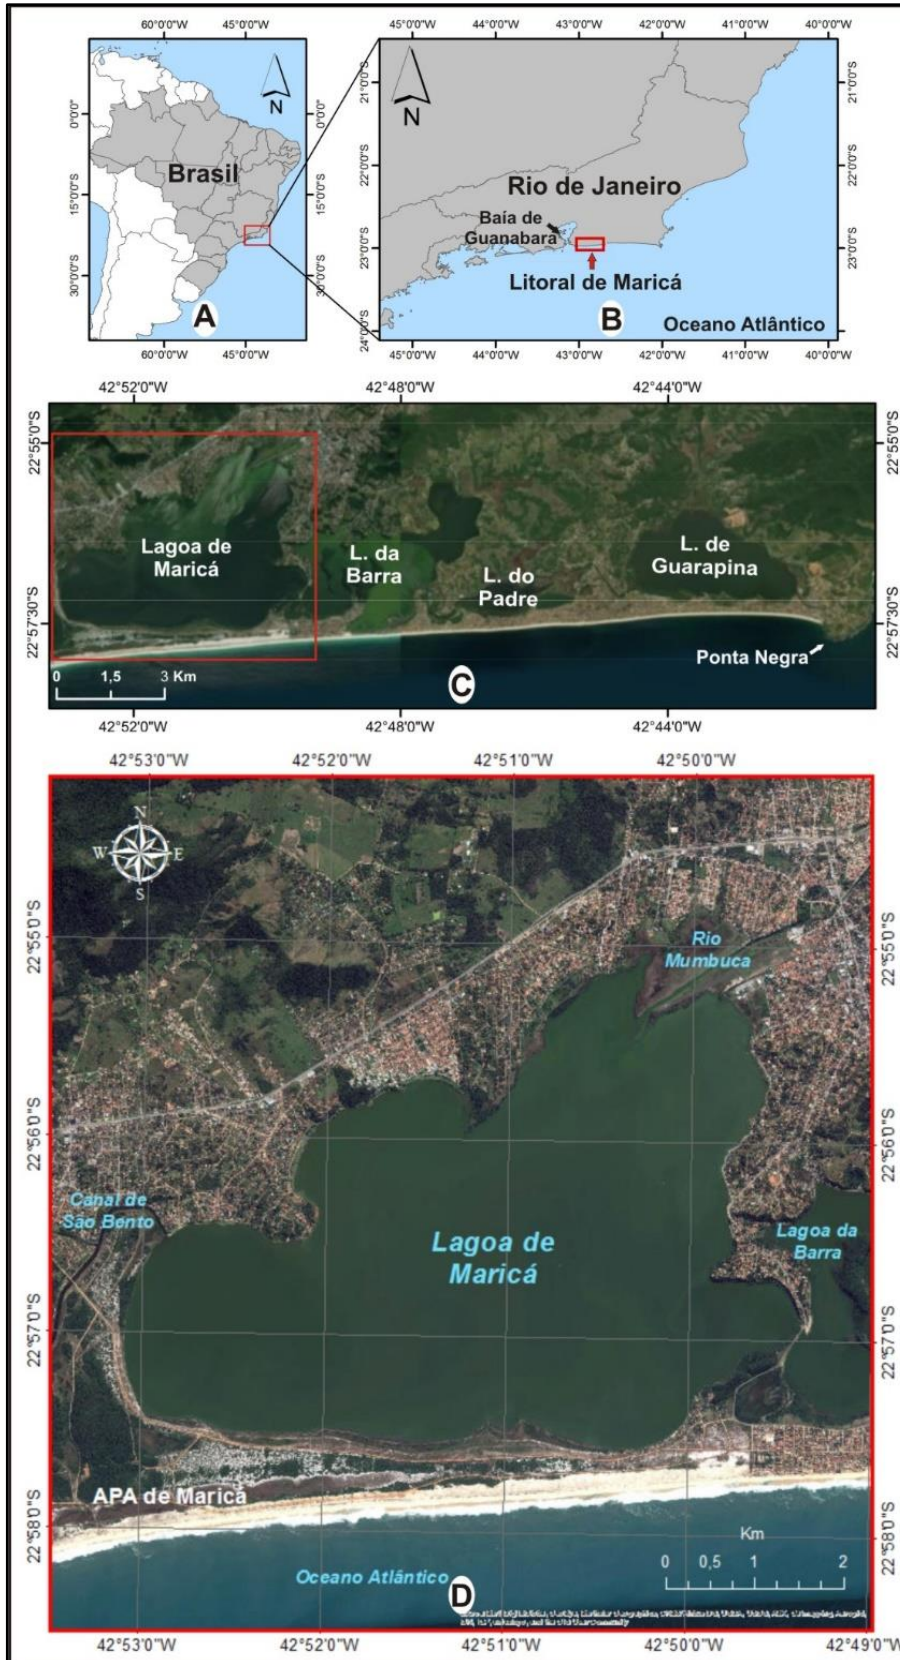 60°0'0"W 45°0'0"W
45°0'0"W 44°0'0"W 43°0'0"W 42°0'0"W 41°0'0"W 40°0'0"W
0°0'0"
15°0'0"S
30°0'0"S
N
Brasil
A
0°0'0"
15°0'0"S
30°0'0"S
60°0'0"W 45°0'0"W
N
Rio de Janeiro
Baía de
Guanabara
Litoral de Maricá
B
Oceano Atlântico
22°0'0"S
23°0'0"S
24°0'0"S
21°0'0"S
22°0'0"S
23°0'0"S
24°0'0"S
45°0'0"W 44°0'0"W 43°0'0"W 42°0'0"W 41°0'0"W 40°0'0"W
42°52'0"W 42°48'0"W 42°44'0"W
22°55'0"S
22°57'30"S
Lagoa de
Maricá
L. da
Barra
L. do
Padre
L. de
Guarapina
Ponta Negra
0 1,5 3 Km
C
22°55'0"S
22°57'30"S
42°52'0"W 42°48'0"W 42°44'0"W
42°53'0"W 42°52'0"W 42°51'0"W 42°50'0"W
N
W E
S
22°55'0"S
22°56'0"S
22°57'0"S
22°58'0"S
Rio
Mumbuca
Canal de
São Bento
Lagoa de
Maricá
Lagoa da
Barra
APA de Maricá
Oceano Atlântico
D
Km
0 0,5 1 2
22°55'0"S
22°56'0"S
22°57'0"S
22°58'0"S
42°53'0"W 42°52'0"W 42°51'0"W 42°50'0"W 42°49'0"W